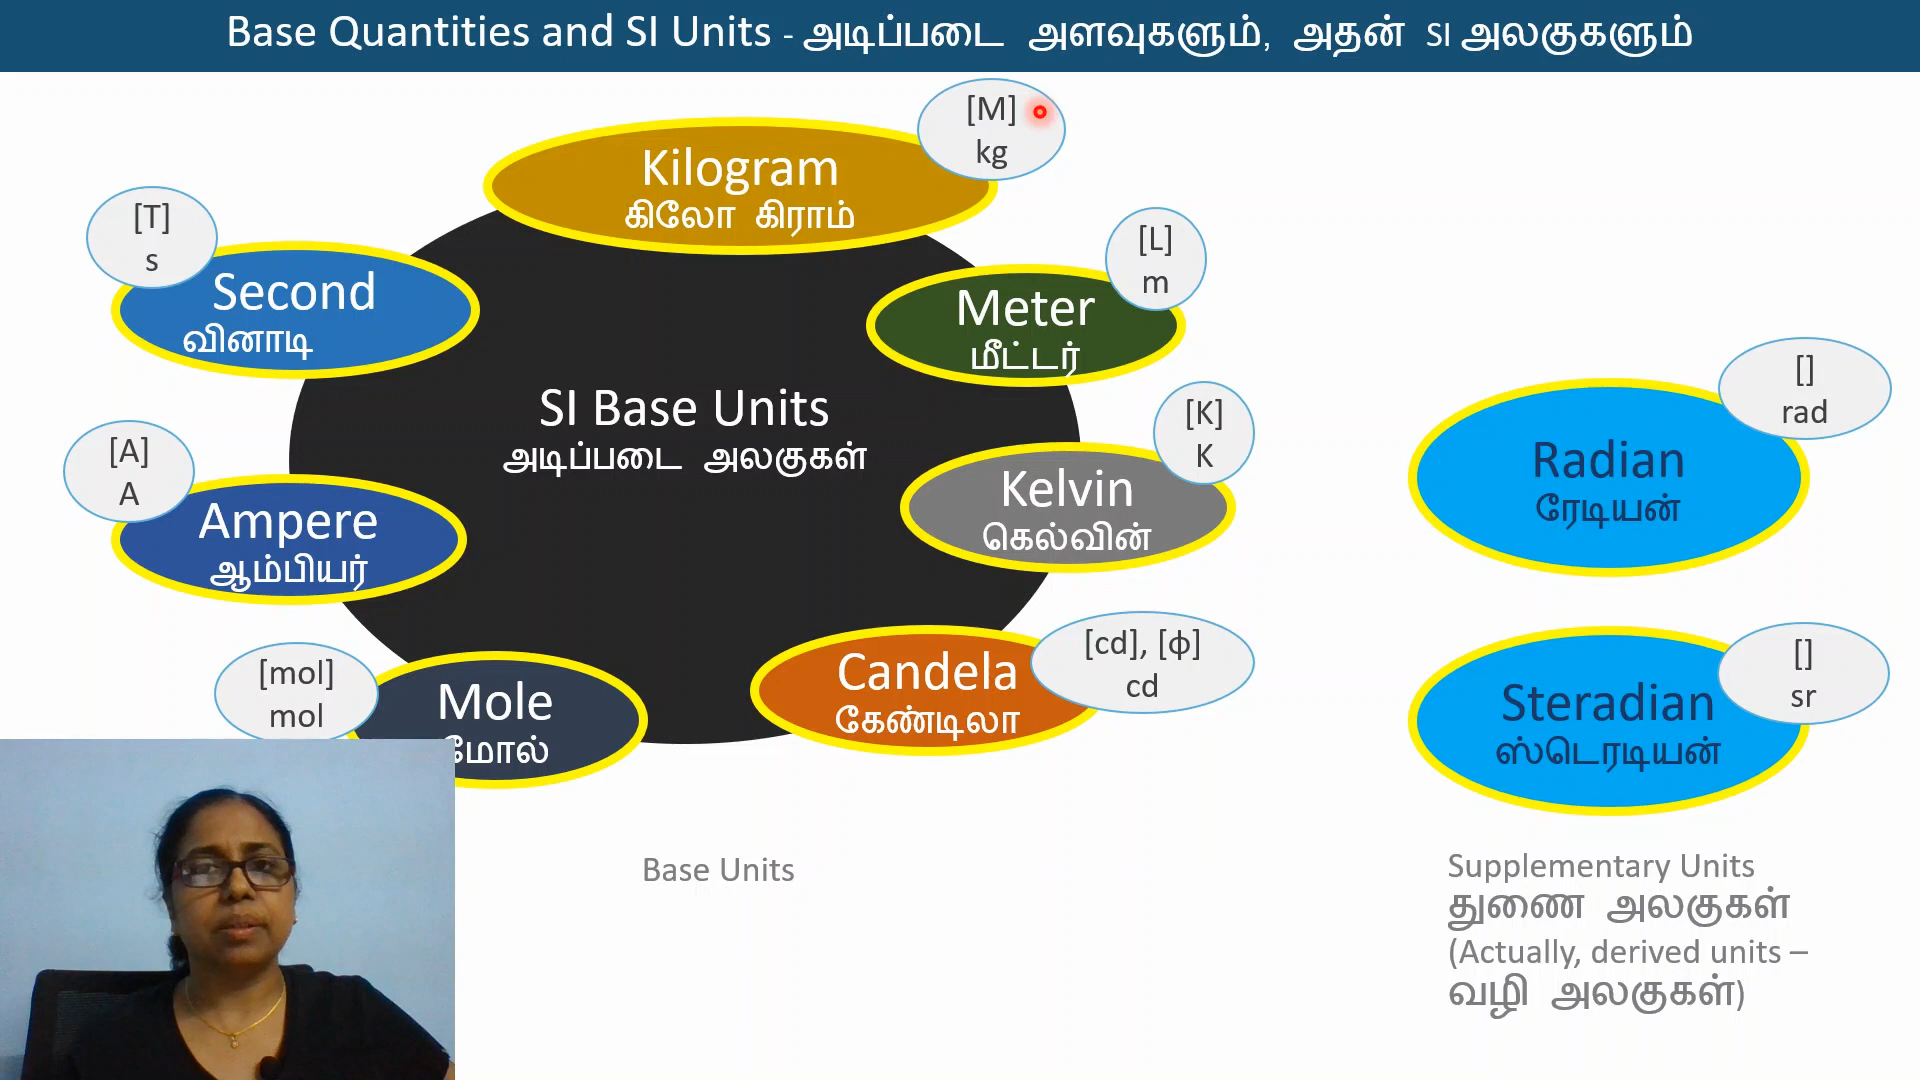 Base Quantities and SI Units - அடிப்படை அளவுகளும், அதன் SI அலகுகளும்
[M]
kg
Kilogram
கிலோ கிராம்
[T]
s
Second
வினாடி
[L]
m
Meter
மீட்டர்
SI Base Units
அடிப்படை அலகுகள்
[K]
K
Kelvin
கெல்வின்
[A]
A
Ampere
ஆம்பியர்
[mol]
mol
Mole
மோல்
[cd], [ϕ]
cd
Candela
கேண்டிலா
Base Units
[]
rad
Radian
ரேடியன்
[]
sr
Steradian
ஸ்டெரடியன்
Supplementary Units
துணை அலகுகள்
(Actually, derived units –
வழி அலகுகள்)